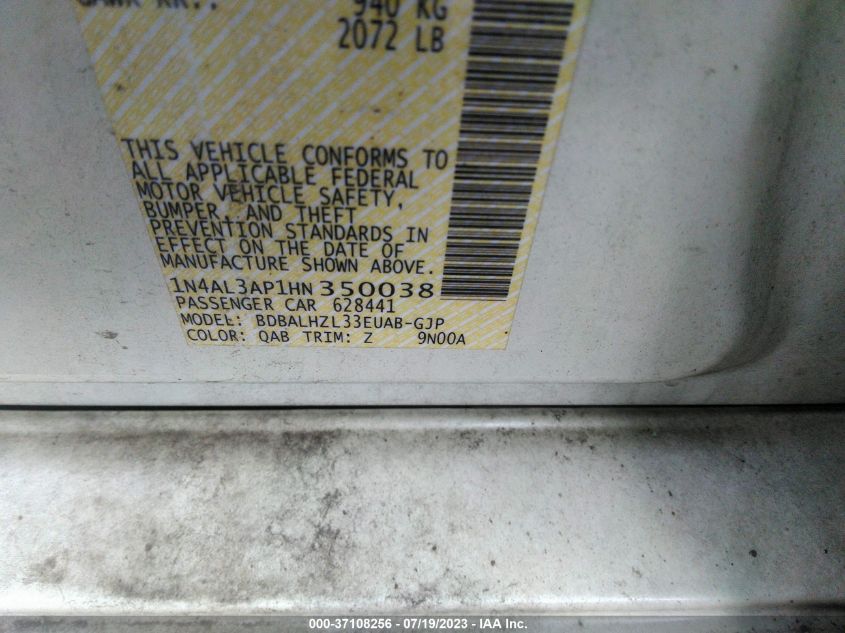 GAWR RR.: 940 KG
2072 LB
THIS VEHICLE CONFORMS TO
ALL APPLICABLE FEDERAL
MOTOR VEHICLE SAFETY,
BUMPER, AND THEFT
PREVENTION STANDARDS IN
EFFECT ON THE DATE OF
MANUFACTURE SHOWN ABOVE.
1N4AL3AP1HN350038
PASSENGER CAR 628441
MODEL: BDBALHZL33EUAB-GJP
COLOR: QAB TRIM: Z 9N00A
000-37108256 - 07/19/2023 - IAA Inc.